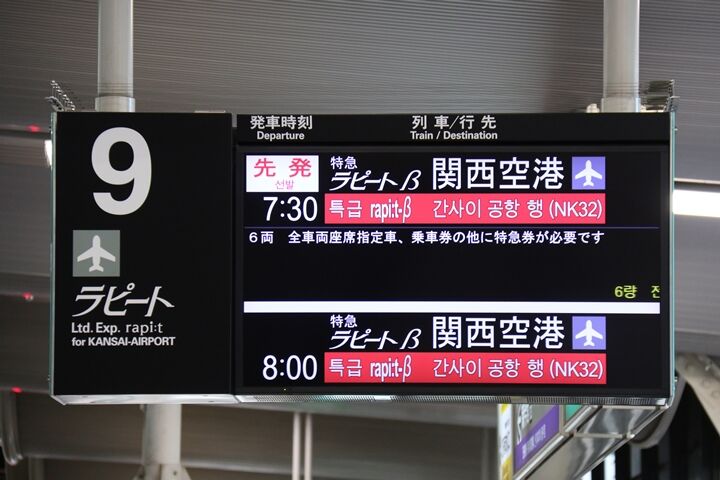 9
ラピート
Ltd. Exp. rapi:t
for KANSAI-AIRPORT
発車時刻 列車/行先
Departure Train / Destination
先発 特急
선발 ラピートβ 関西空港
7:30 특급 rapi:t-β 간사이 공항 행 (NK32)
6両 全車両座席指定車、乗車券の他に特急券が必要です
6량
特急
ラピートβ 関西空港
8:00 특급 rapi:t-β 간사이 공항 행 (NK32)